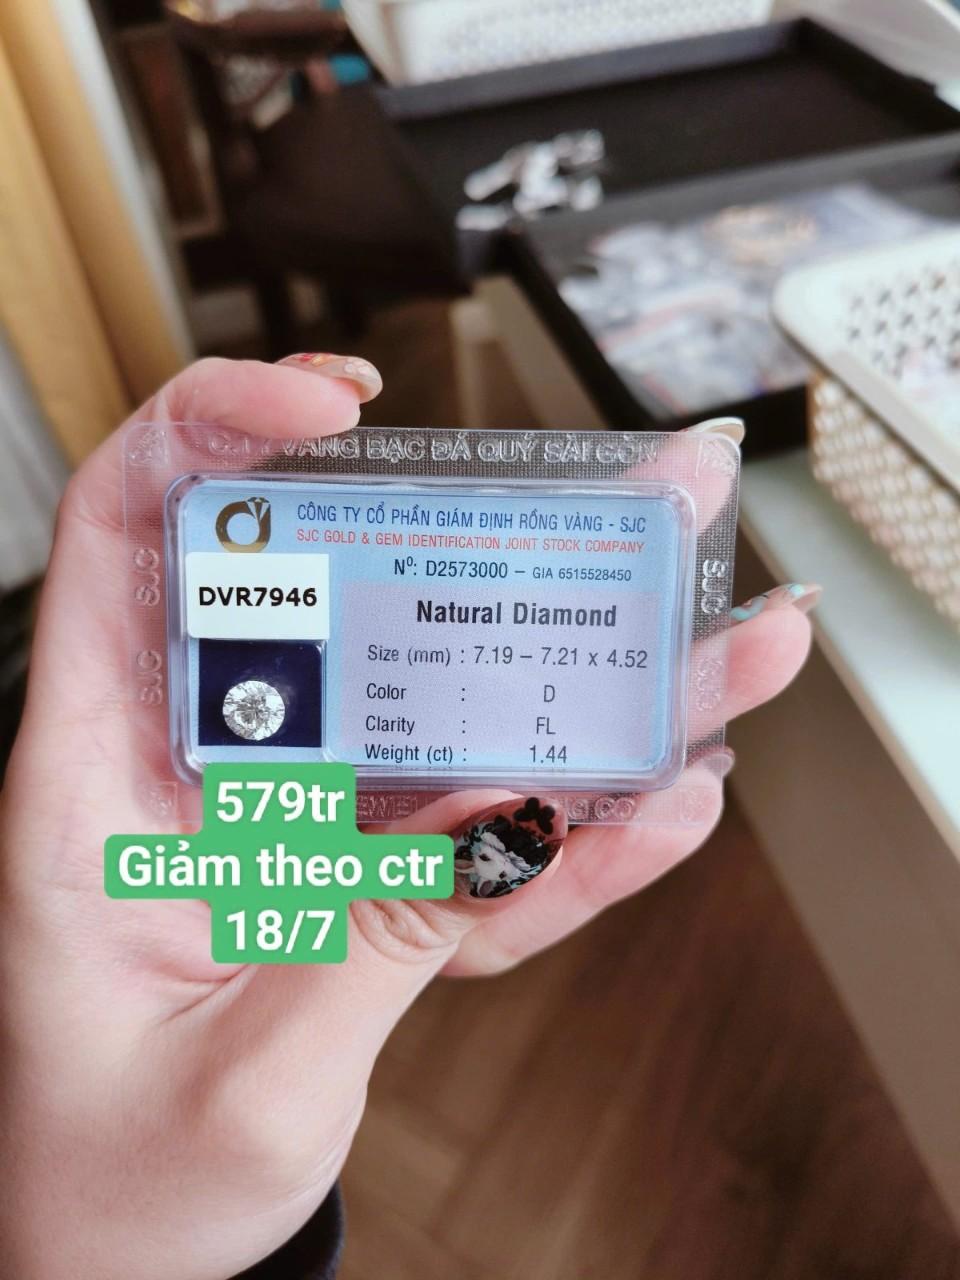 VÀNG BẠC ĐÁ QUÝ SÀI GÒN
CÔNG TY CỔ PHẦN GIÁM ĐỊNH RỒNG VÀNG - SJC
SJC GOLD & GEM IDENTIFICATION JOINT STOCK COMPANY
Nº: D2573000 – GIA 6515528450
DVR7946
Natural Diamond
Size (mm) : 7.19 – 7.21 x 4.52
Color : D
Clarity : FL
Weight (ct) : 1.44
SJC
SJC
SJC
579tr
Giảm theo ctr
18/7